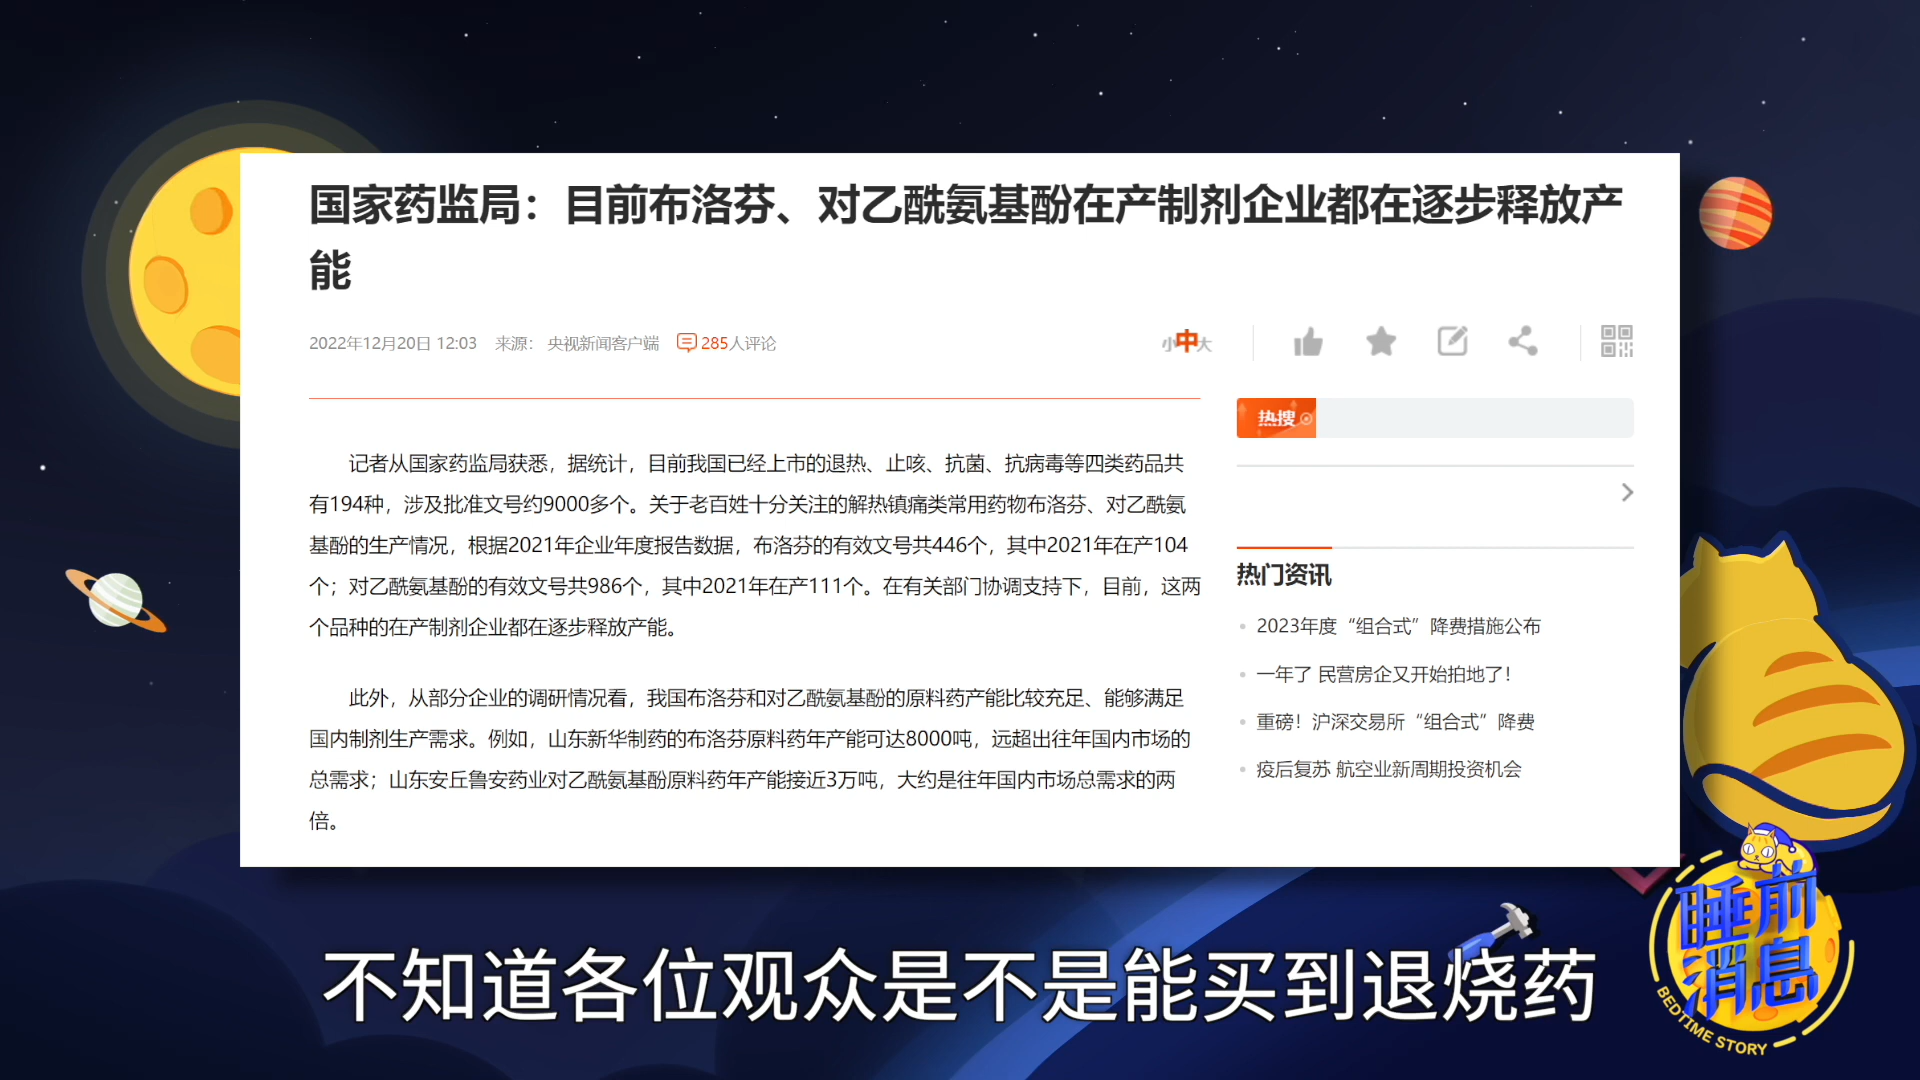 国家药监局：目前布洛芬、对乙酰氨基酚在产制剂企业都在逐步释放产
能
2022年12月20日 12:03 来源： 央视新闻客户端 285人评论
小中大
热搜
记者从国家药监局获悉，据统计，目前我国已经上市的退热、止咳、抗菌、抗病毒等四类药品共
有194种，涉及批准文号约9000多个。关于老百姓十分关注的解热镇痛类常用药物布洛芬、对乙酰氨
基酚的生产情况，根据2021年企业年度报告数据，布洛芬的有效文号共446个，其中2021年在产104
个；对乙酰氨基酚的有效文号共986个，其中2021年在产111个。在有关部门协调支持下，目前，这两
个品种的在产制剂企业都在逐步释放产能。
此外，从部分企业的调研情况看，我国布洛芬和对乙酰氨基酚的原料药产能比较充足、能够满足
国内制剂生产需求。例如，山东新华制药的布洛芬原料药年产能可达8000吨，远超出往年国内市场的
总需求；山东安丘鲁安药业对乙酰氨基酚原料药年产能接近3万吨，大约是往年国内市场总需求的两
倍。
热门资讯
2023年度“组合式”降费措施公布
一年了 民营房企又开始拍地了！
重磅！沪深交易所“组合式”降费
疫后复苏 航空业新周期投资机会
不知道各位观众是不是能买到退烧药
睡前
消息
BEDTIME STORY